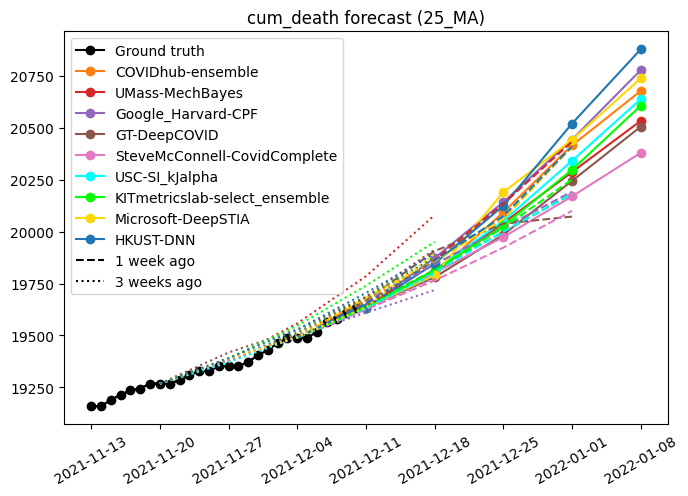 cum_death forecast (25_MA)
Ground truth
COVIDhub-ensemble
UMass-MechBayes
Google_Harvard-CPF
GT-DeepCOVID
SteveMcConnell-CovidComplete
USC-SI_kJalpha
KITmetricslab-select_ensemble
Microsoft-DeepSTIA
HKUST-DNN
1 week ago
3 weeks ago
20750
20500
20250
20000
19750
19500
19250
2021-11-13
2021-11-20
2021-11-27
2021-12-04
2021-12-11
2021-12-18
2021-12-25
2022-01-01
2022-01-08